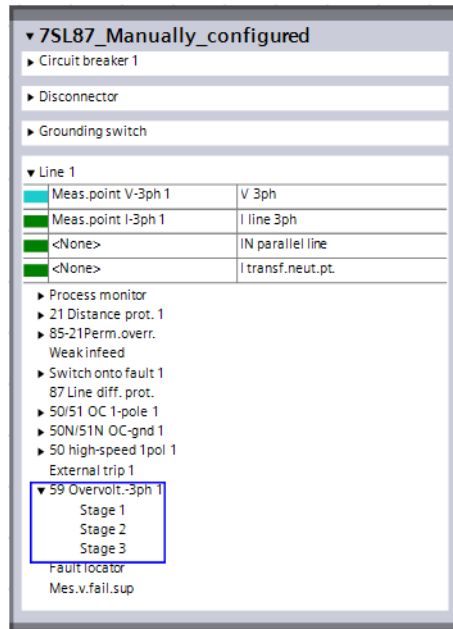 7SL87_Manually_configured
Circuit breaker 1
Disconnector
Grounding switch
Line 1
Meas.point V-3ph 1 V 3ph
Meas.point I-3ph 1 I line 3ph
<None> IN parallel line
<None> I transf.neut.pt.
Process monitor
21 Distance prot. 1
85-21Perm.overr.
Weak infeed
Switch onto fault 1
87 Line diff. prot.
50/51 OC 1-pole 1
50N/51N OC-gnd 1
50 high-speed 1pol 1
External trip 1
59 Overvolt.-3ph 1
Stage 1
Stage 2
Stage 3
Fault locator
Mes.v.fail.sup